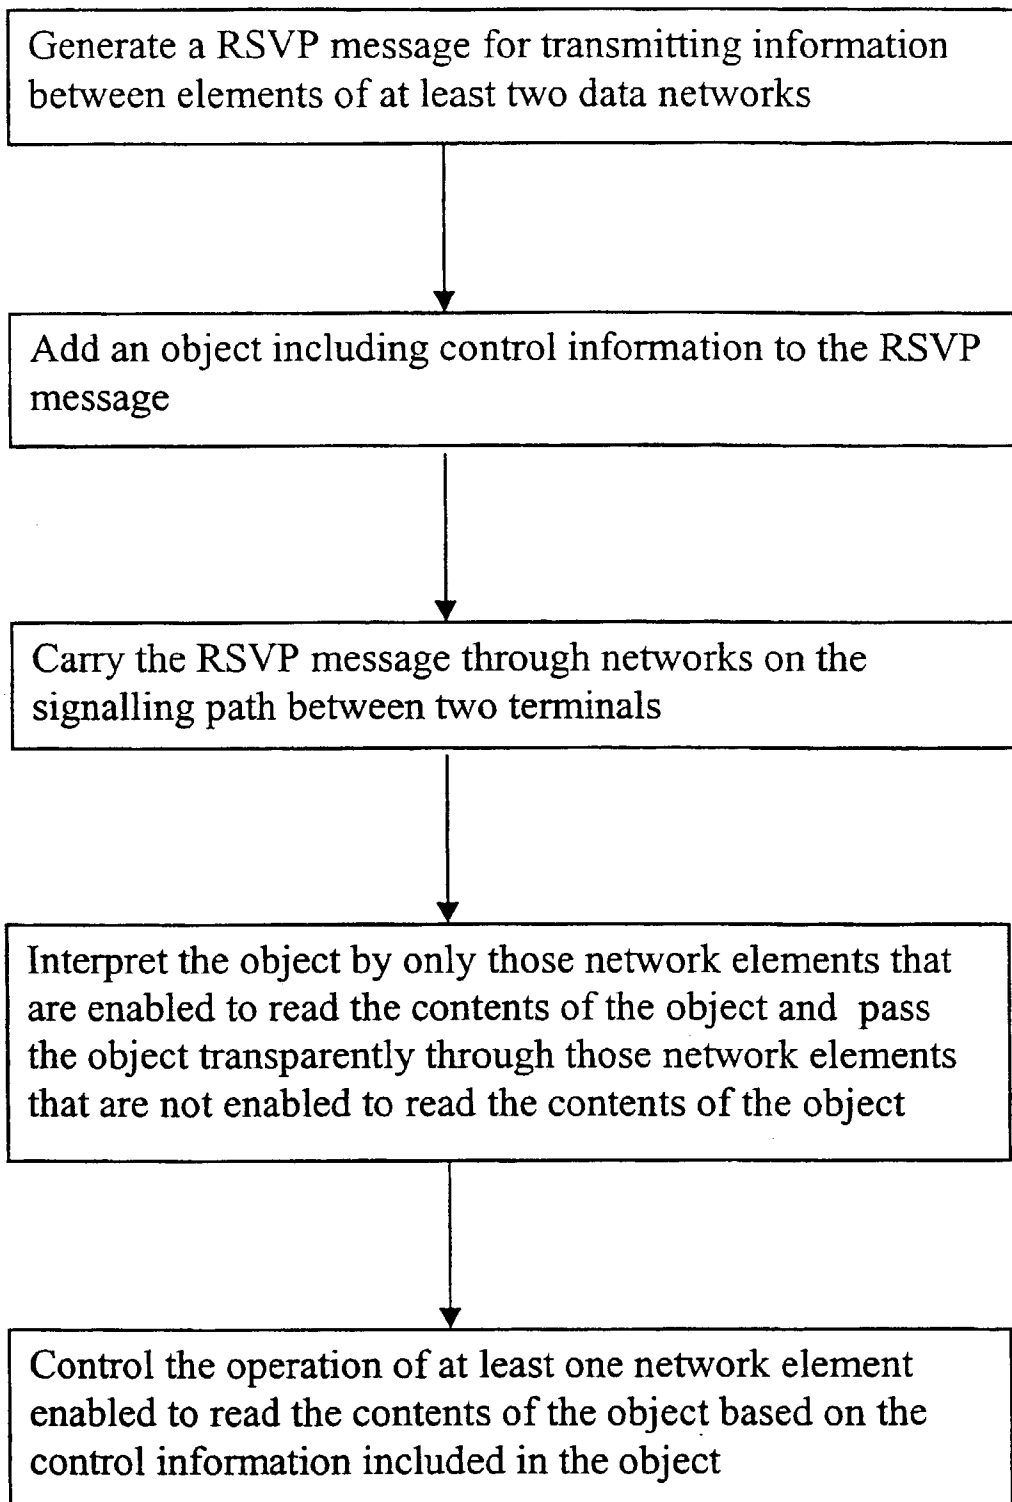 Generate a RSVP message for transmitting information
between elements of at least two data networks
Add an object including control information to the RSVP
message
Carry the RSVP message through networks on the
signalling path between two terminals
Interpret the object by only those network elements that
are enabled to read the contents of the object and pass
the object transparently through those network elements
that are not enabled to read the contents of the object
Control the operation of at least one network element
enabled to read the contents of the object based on the
control information included in the object